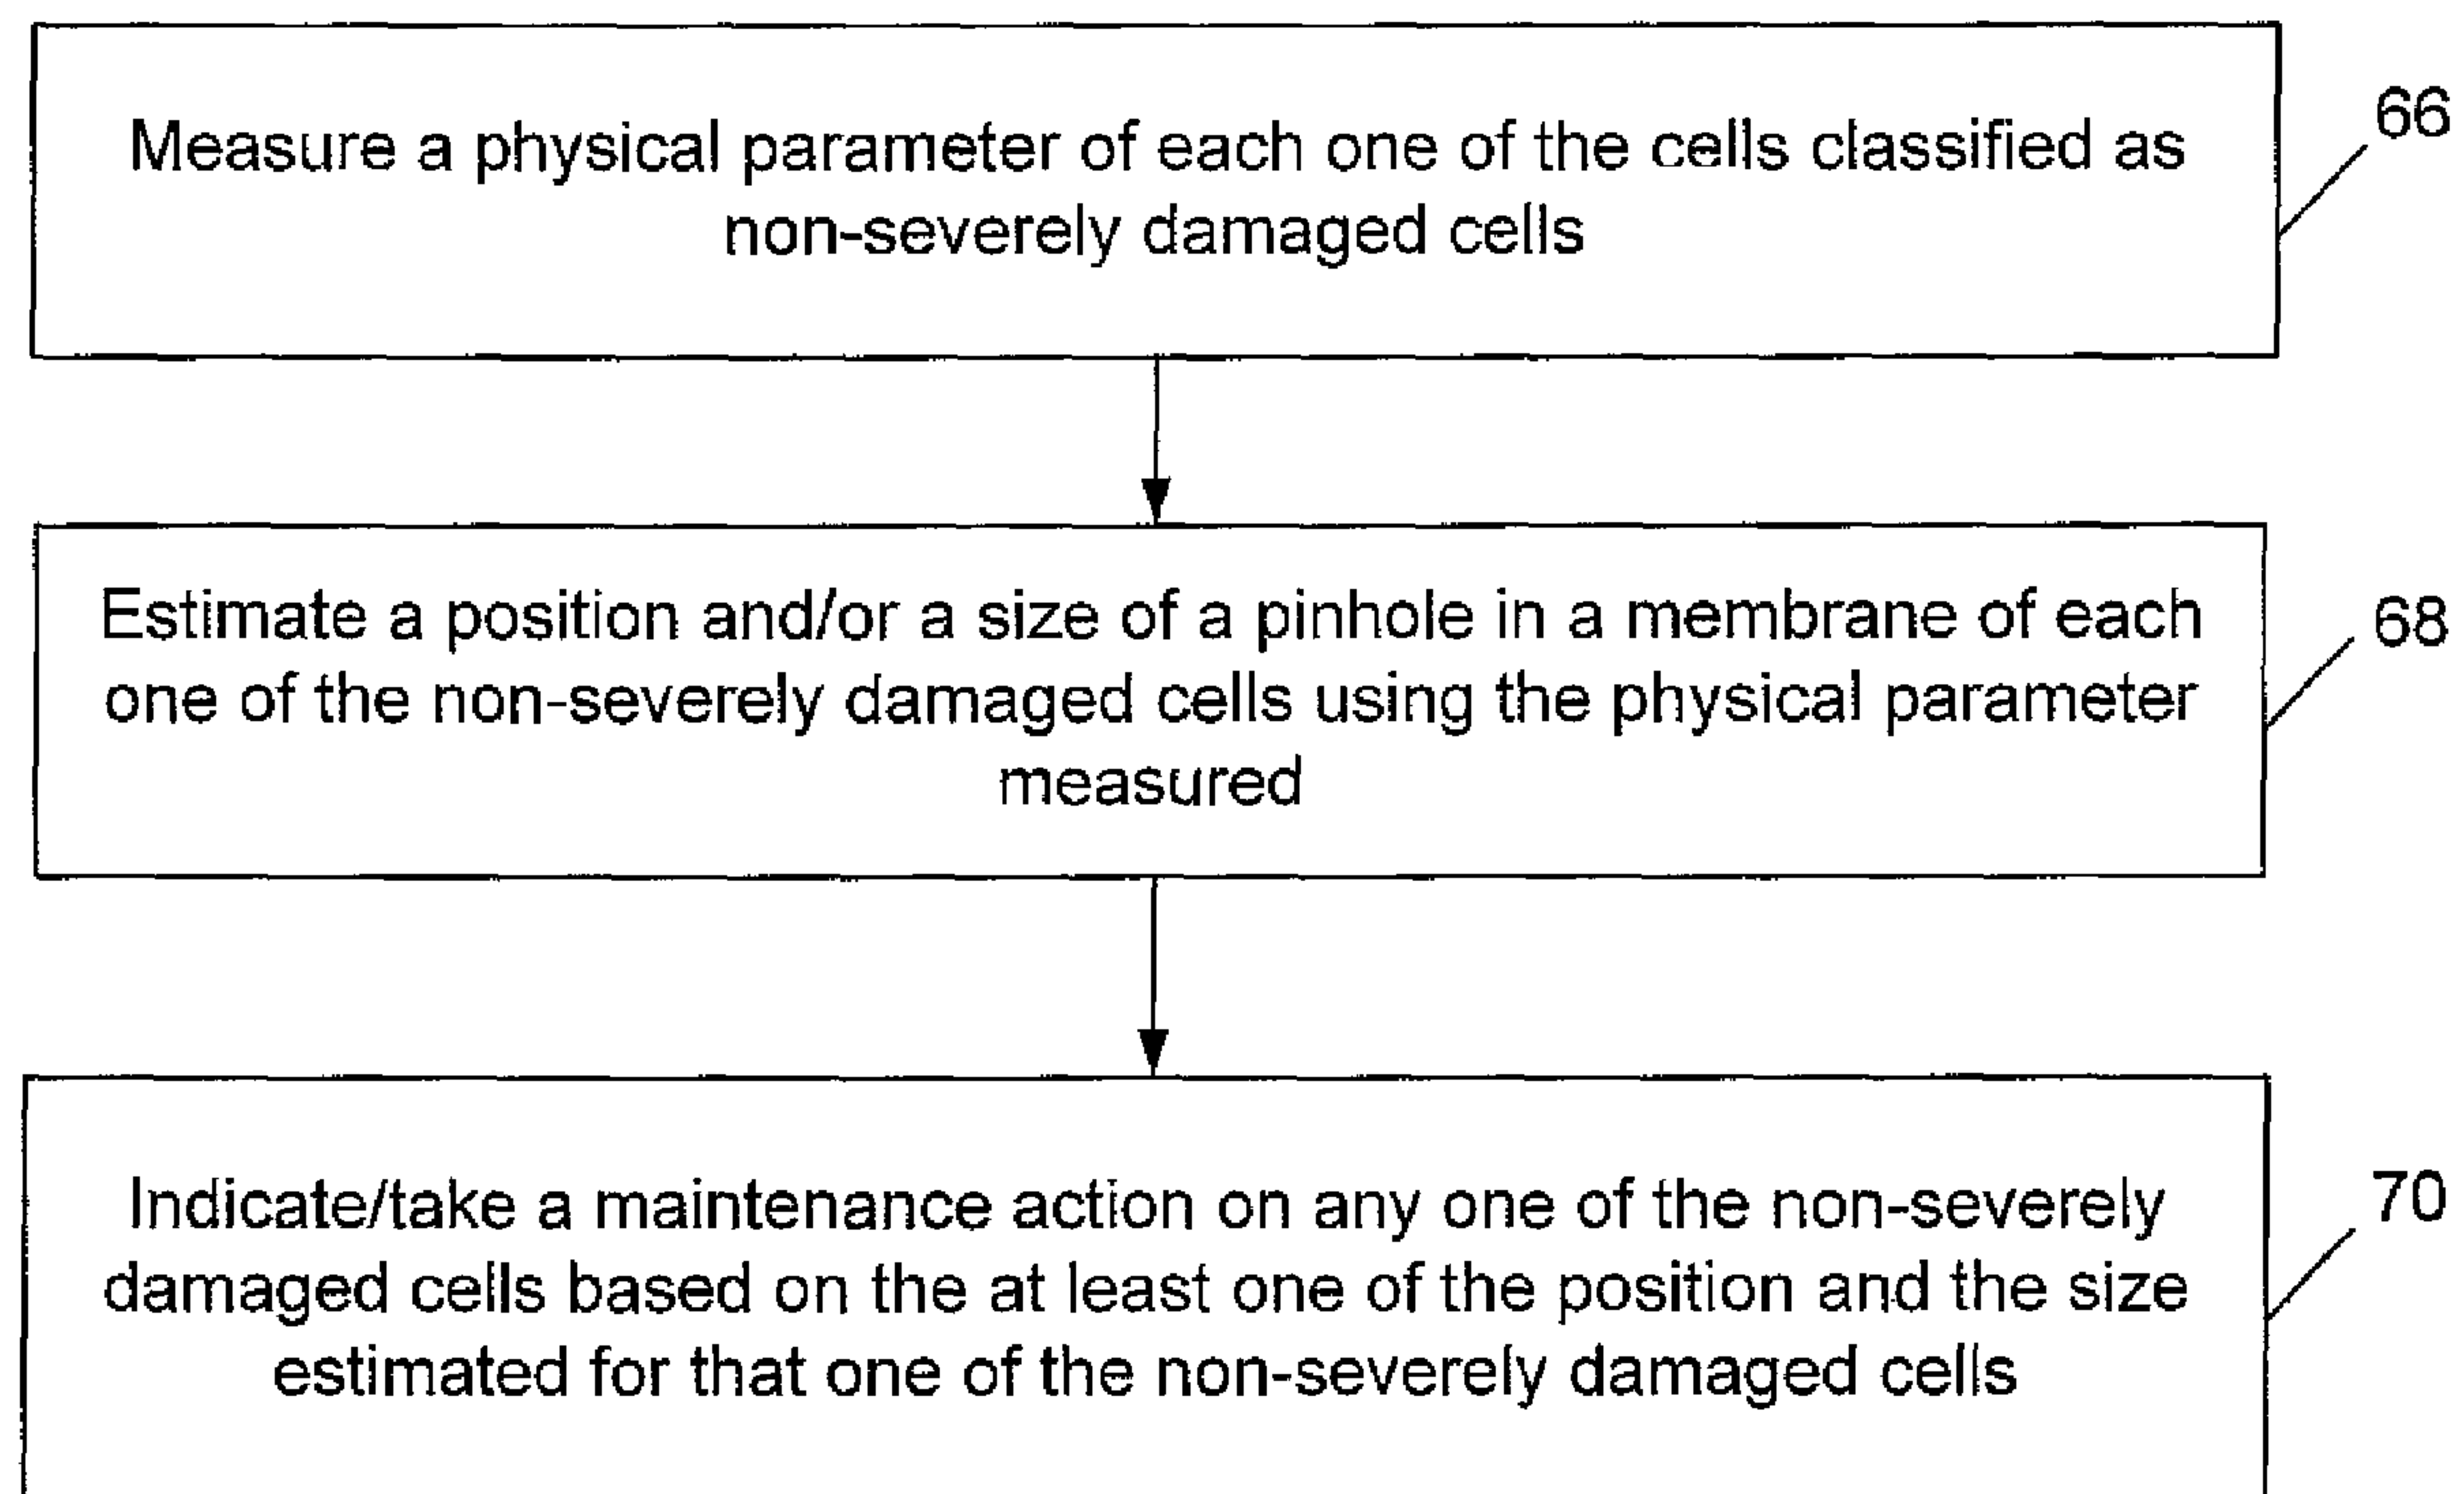 Measure a physical parameter of each one of the cells classified as
non-severely damaged cells
66
Estimate a position and/or a size of a pinhole in a membrane of each
one of the non-severely damaged cells using the physical parameter
measured
68
Indicate/take a maintenance action on any one of the non-severely
damaged cells based on the at least one of the position and the size
estimated for that one of the non-severely damaged cells
70